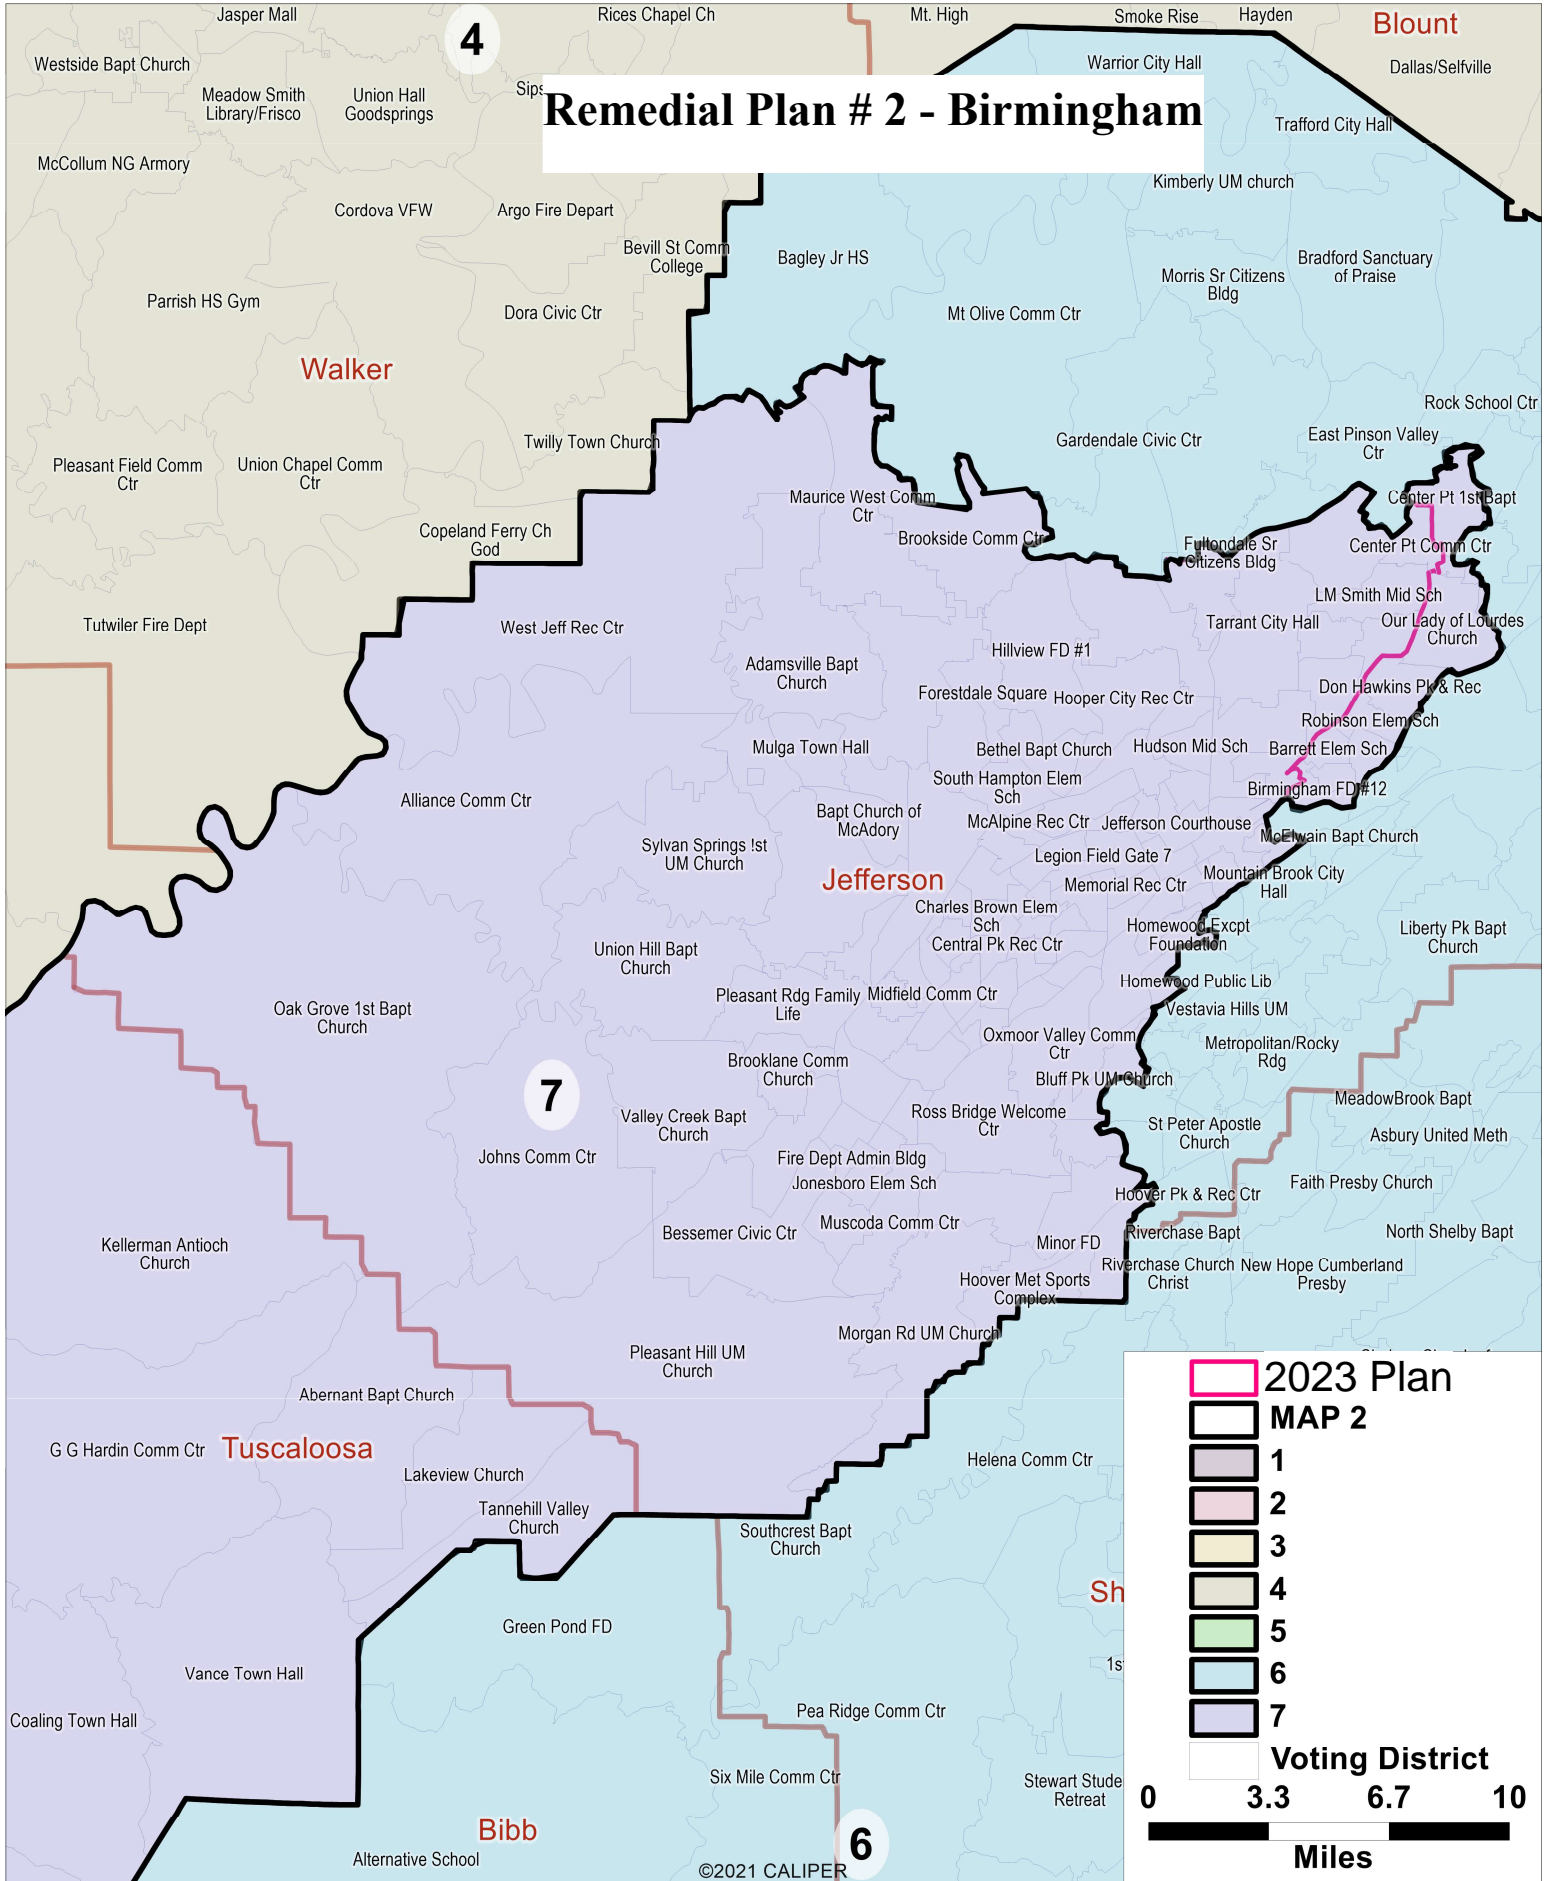 Jasper Mall
Rices Chapel Ch
Mt. High
Smoke Rise
Hayden
Blount
4
Westside Bapt Church
Warrior City Hall
Dallas/Selfville
Meadow Smith
Library/Frisco
Union Hall
Goodsprings
Sips
Remedial Plan # 2 - Birmingham
Trafford City Hall
McCollum NG Armory
Kimberly UM church
Cordova VFW
Argo Fire Depart
Bevill St Comm
College
Bagley Jr HS
Bradford Sanctuary
of Praise
Morris Sr Citizens
Bldg
Parrish HS Gym
Dora Civic Ctr
Mt Olive Comm Ctr
Walker
Rock School Ctr
Twilly Town Church
Gardendale Civic Ctr
East Pinson Valley
Ctr
Pleasant Field Comm
Ctr
Union Chapel Comm
Ctr
Maurice West Comm
Ctr
Center Pt 1st Bapt
Copeland Ferry Ch
God
Brookside Comm Ctr
Fultondale Sr
Citizens Bldg
Center Pt Comm Ctr
LM Smith Mid Sch
Tutwiler Fire Dept
West Jeff Rec Ctr
Tarrant City Hall
Our Lady of Lourdes
Church
Hillview FD #1
Adamsville Bapt
Church
Forestdale Square
Hooper City Rec Ctr
Don Hawkins Pk & Rec
Robinson Elem Sch
Mulga Town Hall
Bethel Bapt Church
Hudson Mid Sch
Barrett Elem Sch
South Hampton Elem
Sch
Birmingham FD #12
Alliance Comm Ctr
Bapt Church of
McAdory
McAlpine Rec Ctr
Jefferson Courthouse
McElwain Bapt Church
Sylvan Springs !st
UM Church
Legion Field Gate 7
Jefferson
Memorial Rec Ctr
Mountain Brook City
Hall
Charles Brown Elem
Sch
Homewood Excpt
Foundation
Liberty Pk Bapt
Church
Union Hill Bapt
Church
Central Pk Rec Ctr
Homewood Public Lib
Pleasant Rdg Family
Life
Midfield Comm Ctr
Vestavia Hills UM
Oak Grove 1st Bapt
Church
Oxmoor Valley Comm
Ctr
Metropolitan/Rocky
Rdg
Brooklane Comm
Church
7
Bluff Pk UM Church
MeadowBrook Bapt
Valley Creek Bapt
Church
Ross Bridge Welcome
Ctr
St Peter Apostle
Church
Asbury United Meth
Johns Comm Ctr
Fire Dept Admin Bldg
Jonesboro Elem Sch
Faith Presby Church
Hoover Pk & Rec Ctr
Muscoda Comm Ctr
Bessemer Civic Ctr
Riverchase Bapt
North Shelby Bapt
Kellerman Antioch
Church
Minor FD
Riverchase Church
Christ
New Hope Cumberland
Presby
Hoover Met Sports
Complex
Morgan Rd UM Church
Pleasant Hill UM
Church
Abernant Bapt Church
G G Hardin Comm Ctr
Tuscaloosa
Lakeview Church
Helena Comm Ctr
Tannehill Valley
Church
Southcrest Bapt
Church
Sh
Green Pond FD
1st
Vance Town Hall
Coaling Town Hall
Pea Ridge Comm Ctr
Six Mile Comm Ctr
Stewart Stude
Retreat
Bibb
6
Alternative School
©2021 CALIPER
2023 Plan
MAP 2
1
2
3
4
5
6
7
Voting District
0 3.3 6.7 10
Miles